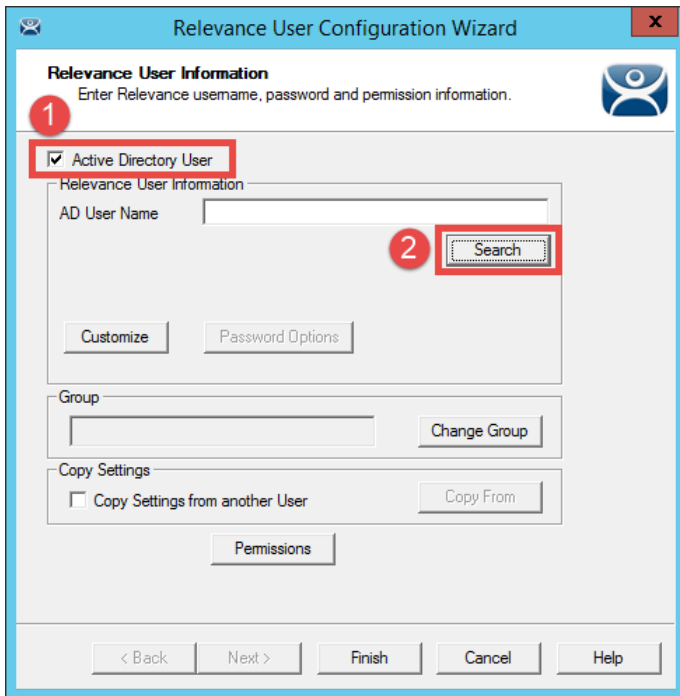 Relevance User Configuration Wizard
x
Relevance User Information
Enter Relevance username, password and permission information.
1
Active Directory User
Relevance User Information
AD User Name
2
Search
Customize
Password Options
Group
Change Group
Copy Settings
Copy Settings from another User
Copy From
Permissions
< Back
Next >
Finish
Cancel
Help